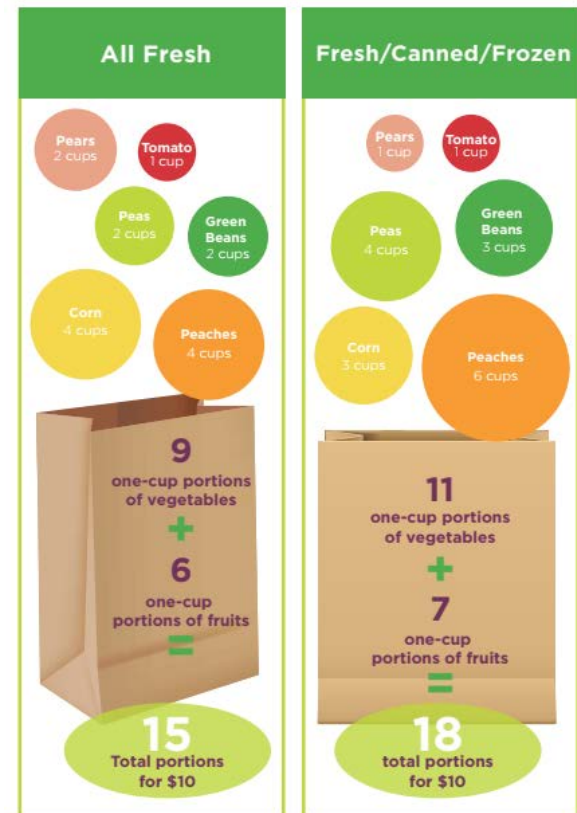 All Fresh
Pears
2 cups
Tomato
1 cup
Peas
2 cups
Green
Beans
2 cups
Corn
4 cups
Peaches
4 cups
9
one-cup portions
of vegetables
+
6
one-cup
portions of fruits
=
15
Total portions
for $10
Fresh/Canned/Frozen
Pears
1 cup
Tomato
1 cup
Peas
4 cups
Green
Beans
3 cups
Corn
3 cups
Peaches
6 cups
11
one-cup portions
of vegetables
+
7
one-cup
portions of fruits
=
18
total portions
for $10